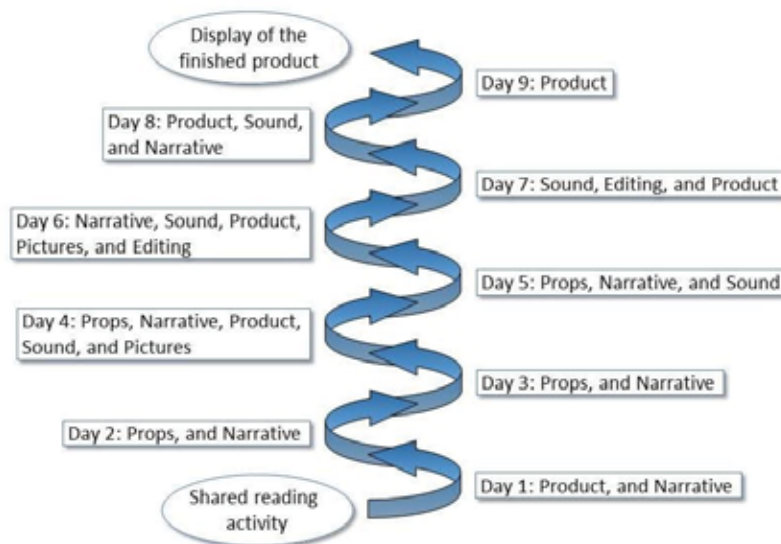 Display of the
finished product
Day 9: Product
Day 8: Product, Sound,
and Narrative
Day 7: Sound, Editing, and Product
Day 6: Narrative, Sound, Product,
Pictures, and Editing
Day 5: Props, Narrative, and Sound
Day 4: Props, Narrative, Product,
Sound, and Pictures
Day 3: Props, and Narrative
Day 2: Props, and Narrative
Day 1: Product, and Narrative
Shared reading
activity